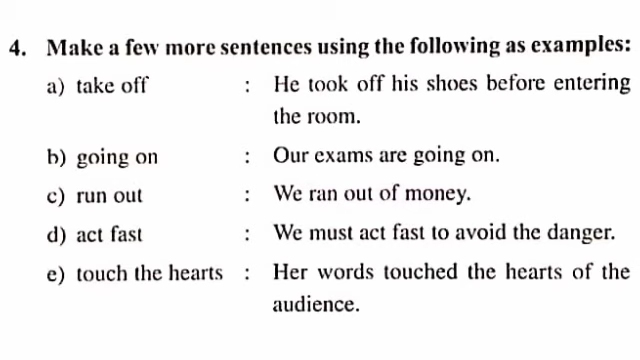 4. Make a few more sentences using the following as examples:
a) take off : He took off his shoes before entering
the room.
b) going on : Our exams are going on.
c) run out : We ran out of money.
d) act fast : We must act fast to avoid the danger.
e) touch the hearts : Her words touched the hearts of the
audience.